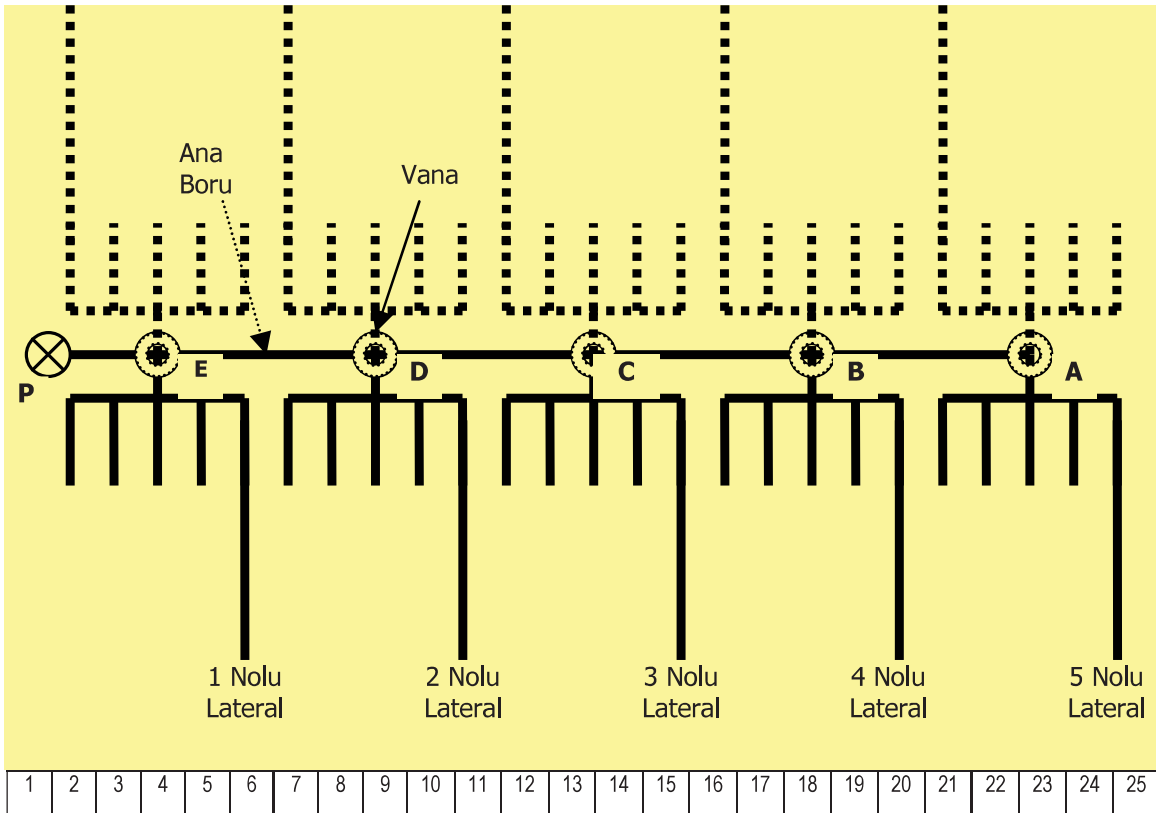 Ana
Boru
Vana
P
E
D
C
B
A
1 Nolu
Lateral
2 Nolu
Lateral
3 Nolu
Lateral
4 Nolu
Lateral
5 Nolu
Lateral
1 2 3 4 5 6 7 8 9 10 11 12 13 14 15 16 17 18 19 20 21 22 23 24 25